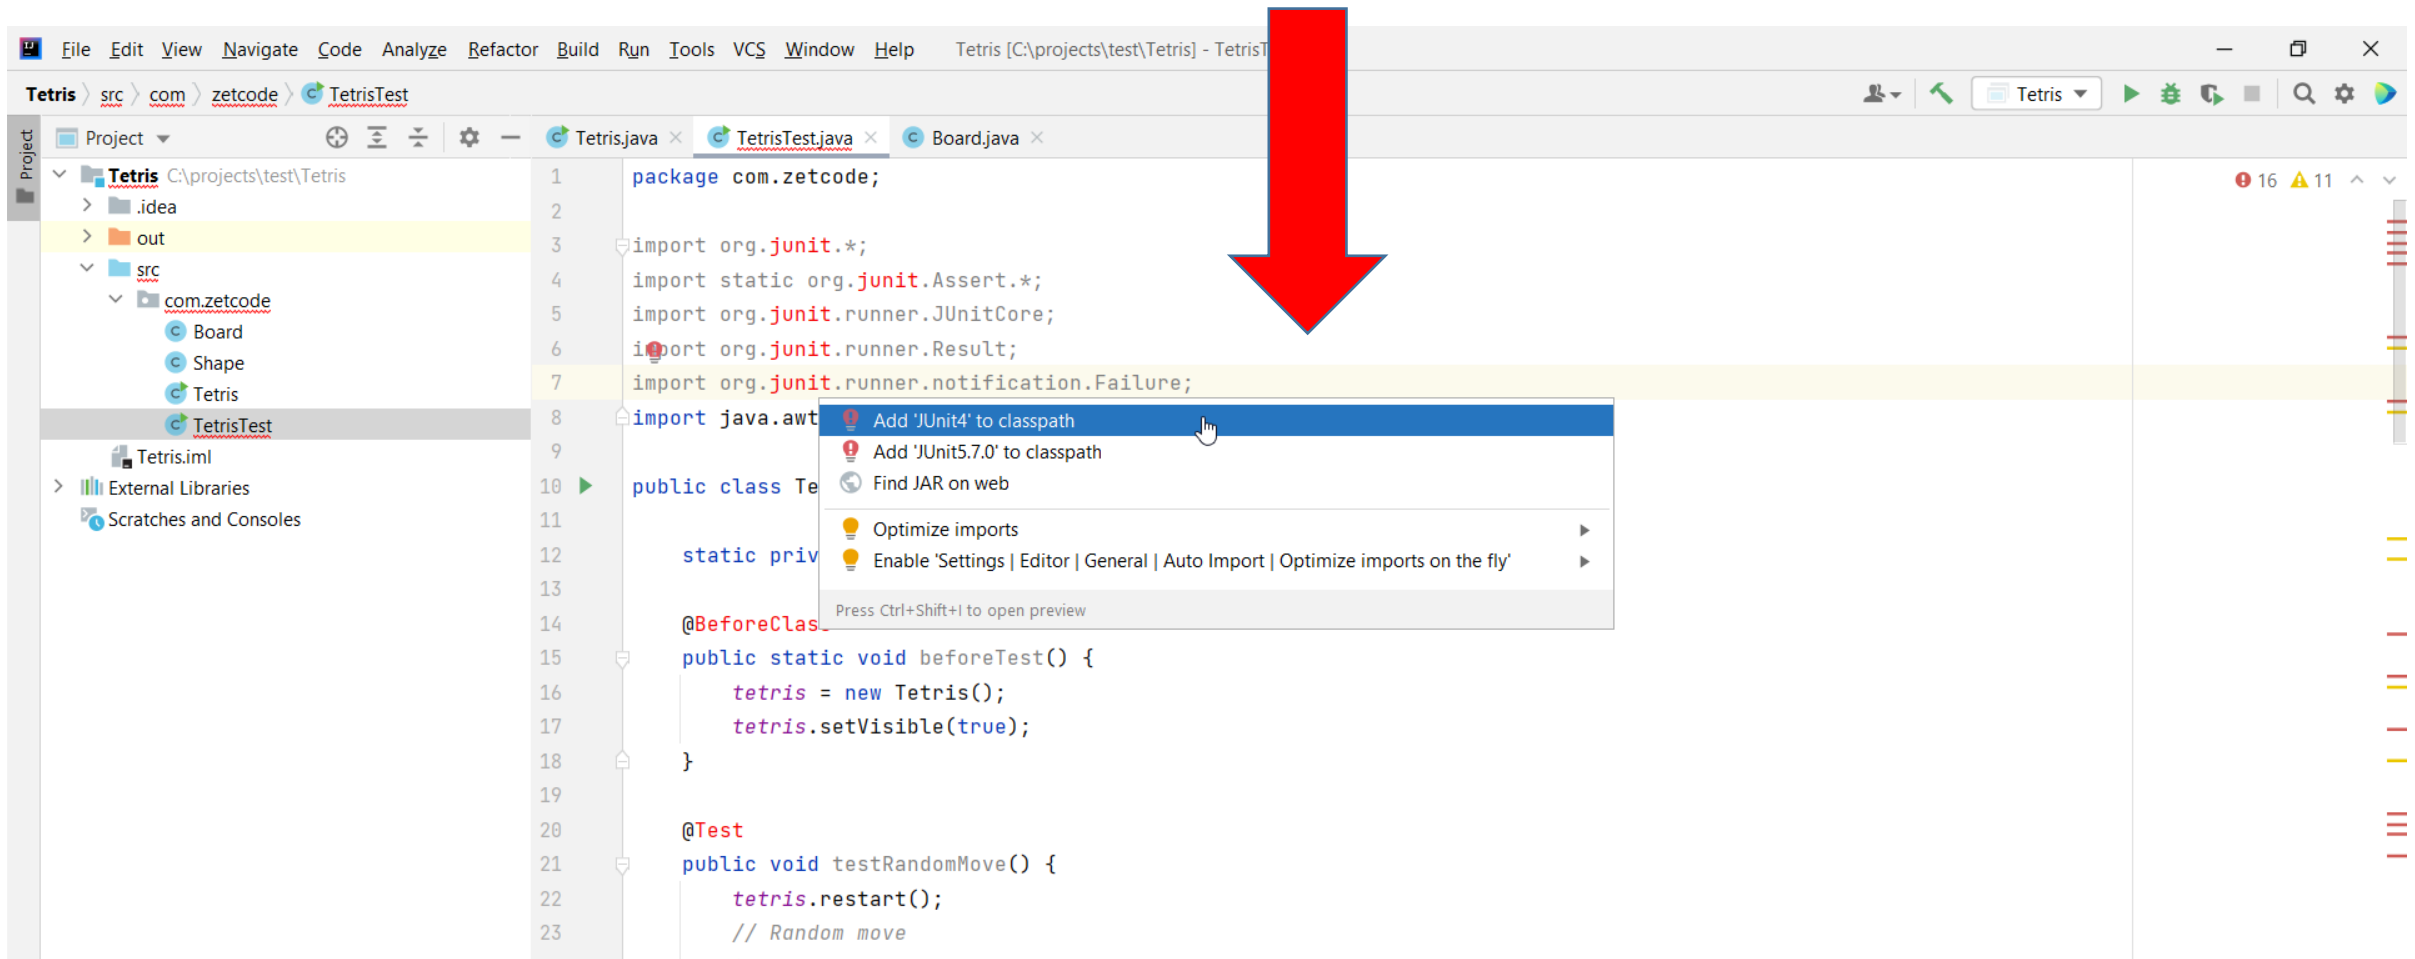 File Edit View Navigate Code Analyze Refactor Build Run Tools VCS Window Help Tetris [C:\projects\test\Tetris] - TetrisT
Tetris src com zetcode TetrisTest
Tetris
Project
Project
Tetris.java TetrisTest.java Board.java
Tetris C:\projects\test\Tetris
.idea
out
src
com.zetcode
Board
Shape
Tetris
TetrisTest
Tetris.iml
External Libraries
Scratches and Consoles
16 11
1 package com.zetcode;
2
3 import org.junit.*;
4 import static org.junit.Assert.*;
5 import org.junit.runner.JUnitCore;
6 import org.junit.runner.Result;
7 import org.junit.runner.notification.Failure;
8 import java.awt
9
10 public class Te
11
12 static priv
13
14 @BeforeClass
15 public static void beforeTest() {
16 tetris = new Tetris();
17 tetris.setVisible(true);
18 }
19
20 @Test
21 public void testRandomMove() {
22 tetris.restart();
23 // Random move
Add 'JUnit4' to classpath
Add 'JUnit5.7.0' to classpath
Find JAR on web
Optimize imports
Enable 'Settings | Editor | General | Auto Import | Optimize imports on the fly'
Press Ctrl+Shift+I to open preview